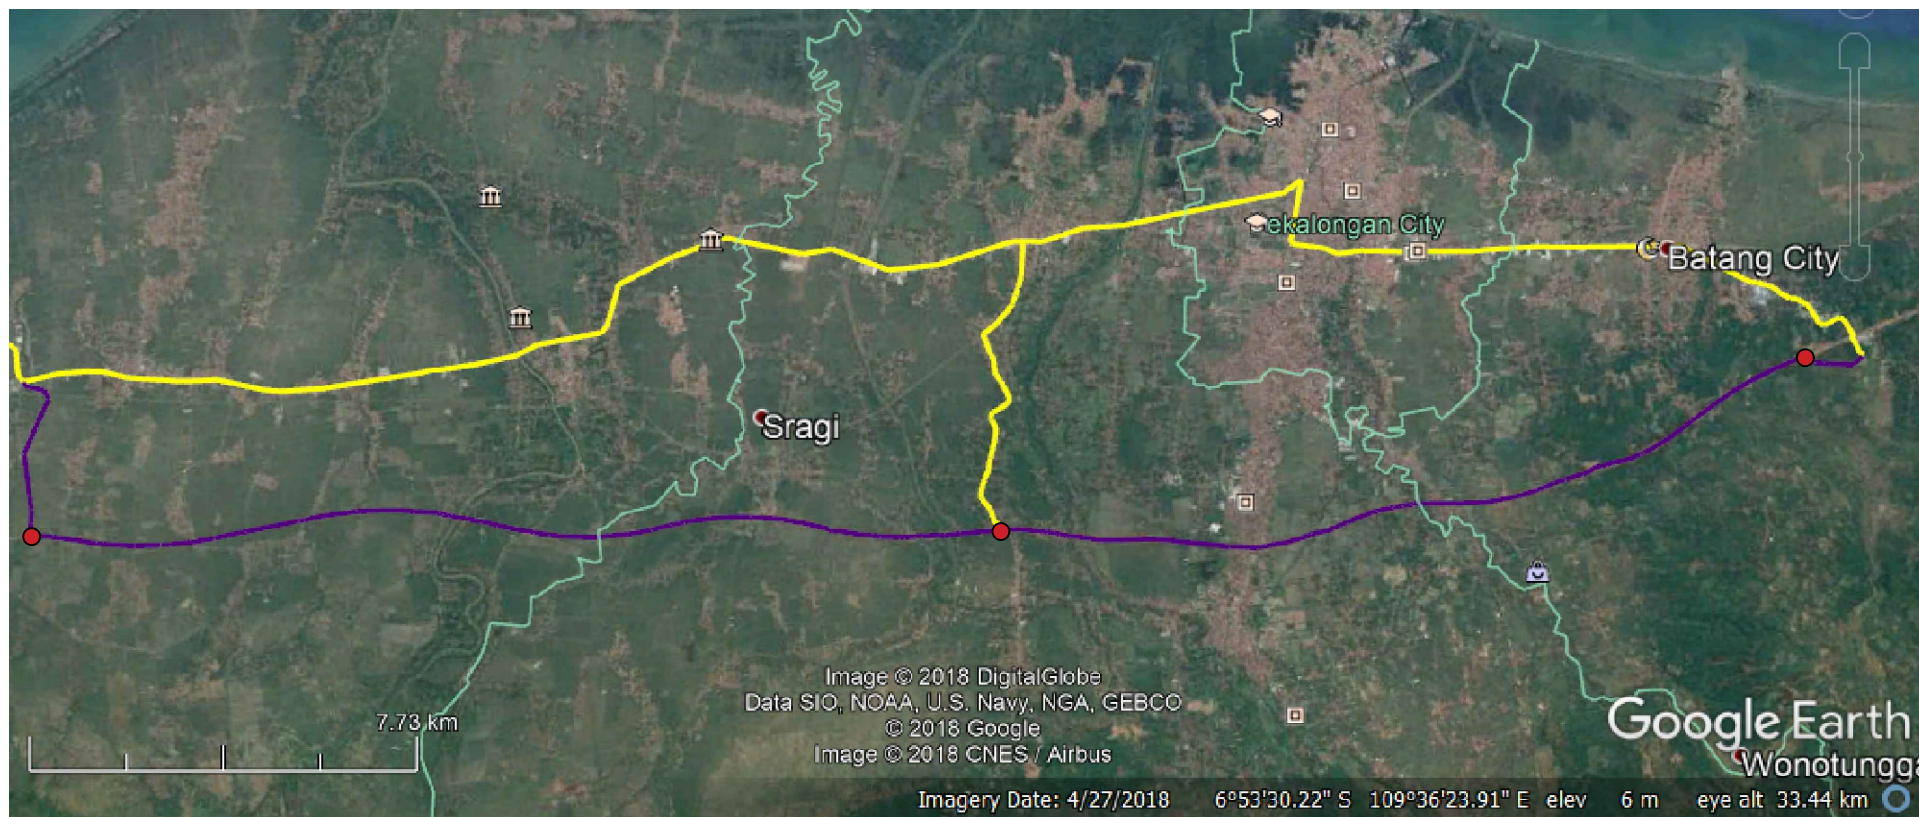 ekalongan City
Batang City
Sragi
7.73 km
Image © 2018 DigitalGlobe
Data SIO, NOAA, U.S. Navy, NGA, GEBCO
© 2018 Google
Image © 2018 CNES / Airbus
Google Earth
Wonotungga
Imagery Date: 4/27/2018 6°53'30.22" S 109°36'23.91" E elev 6 m eye alt 33.44 km